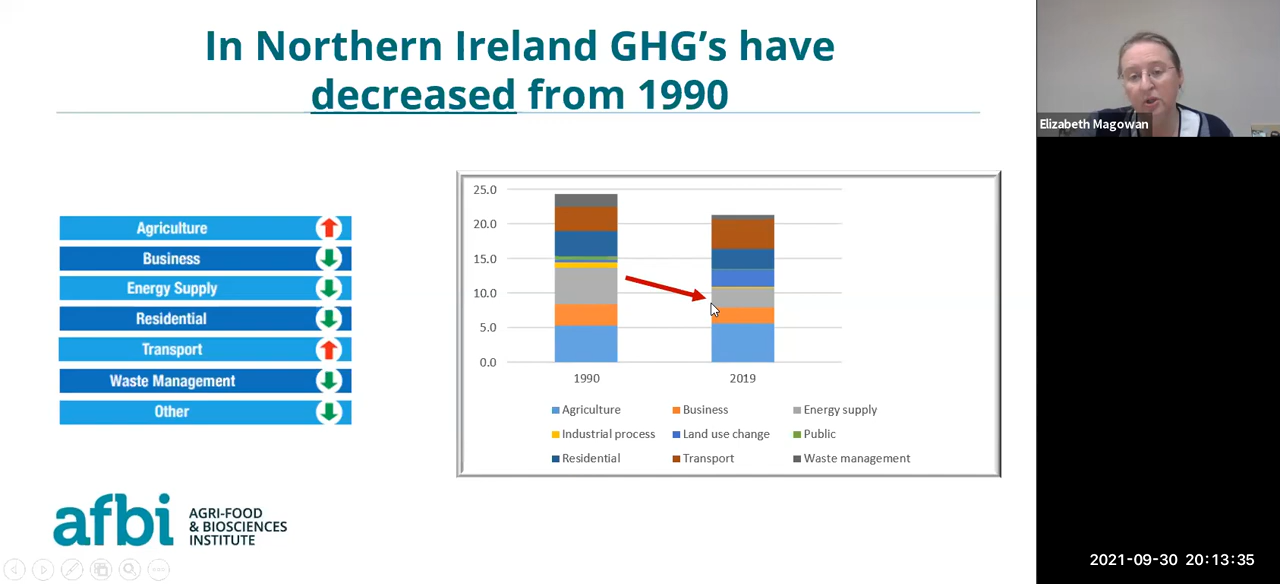 In Northern Ireland GHG's have
decreased from 1990
Elizabeth Magowan
Agriculture
Business
Energy Supply
Residential
Transport
Waste Management
Other
25.0
20.0
15.0
10.0
5.0
0.0
1990 2019
Agriculture Business Energy supply
Industrial process Land use change Public
Residential Transport Waste management
afbi
AGRI-FOOD
& BIOSCIENCES
INSTITUTE
2021-09-30 20:13:35